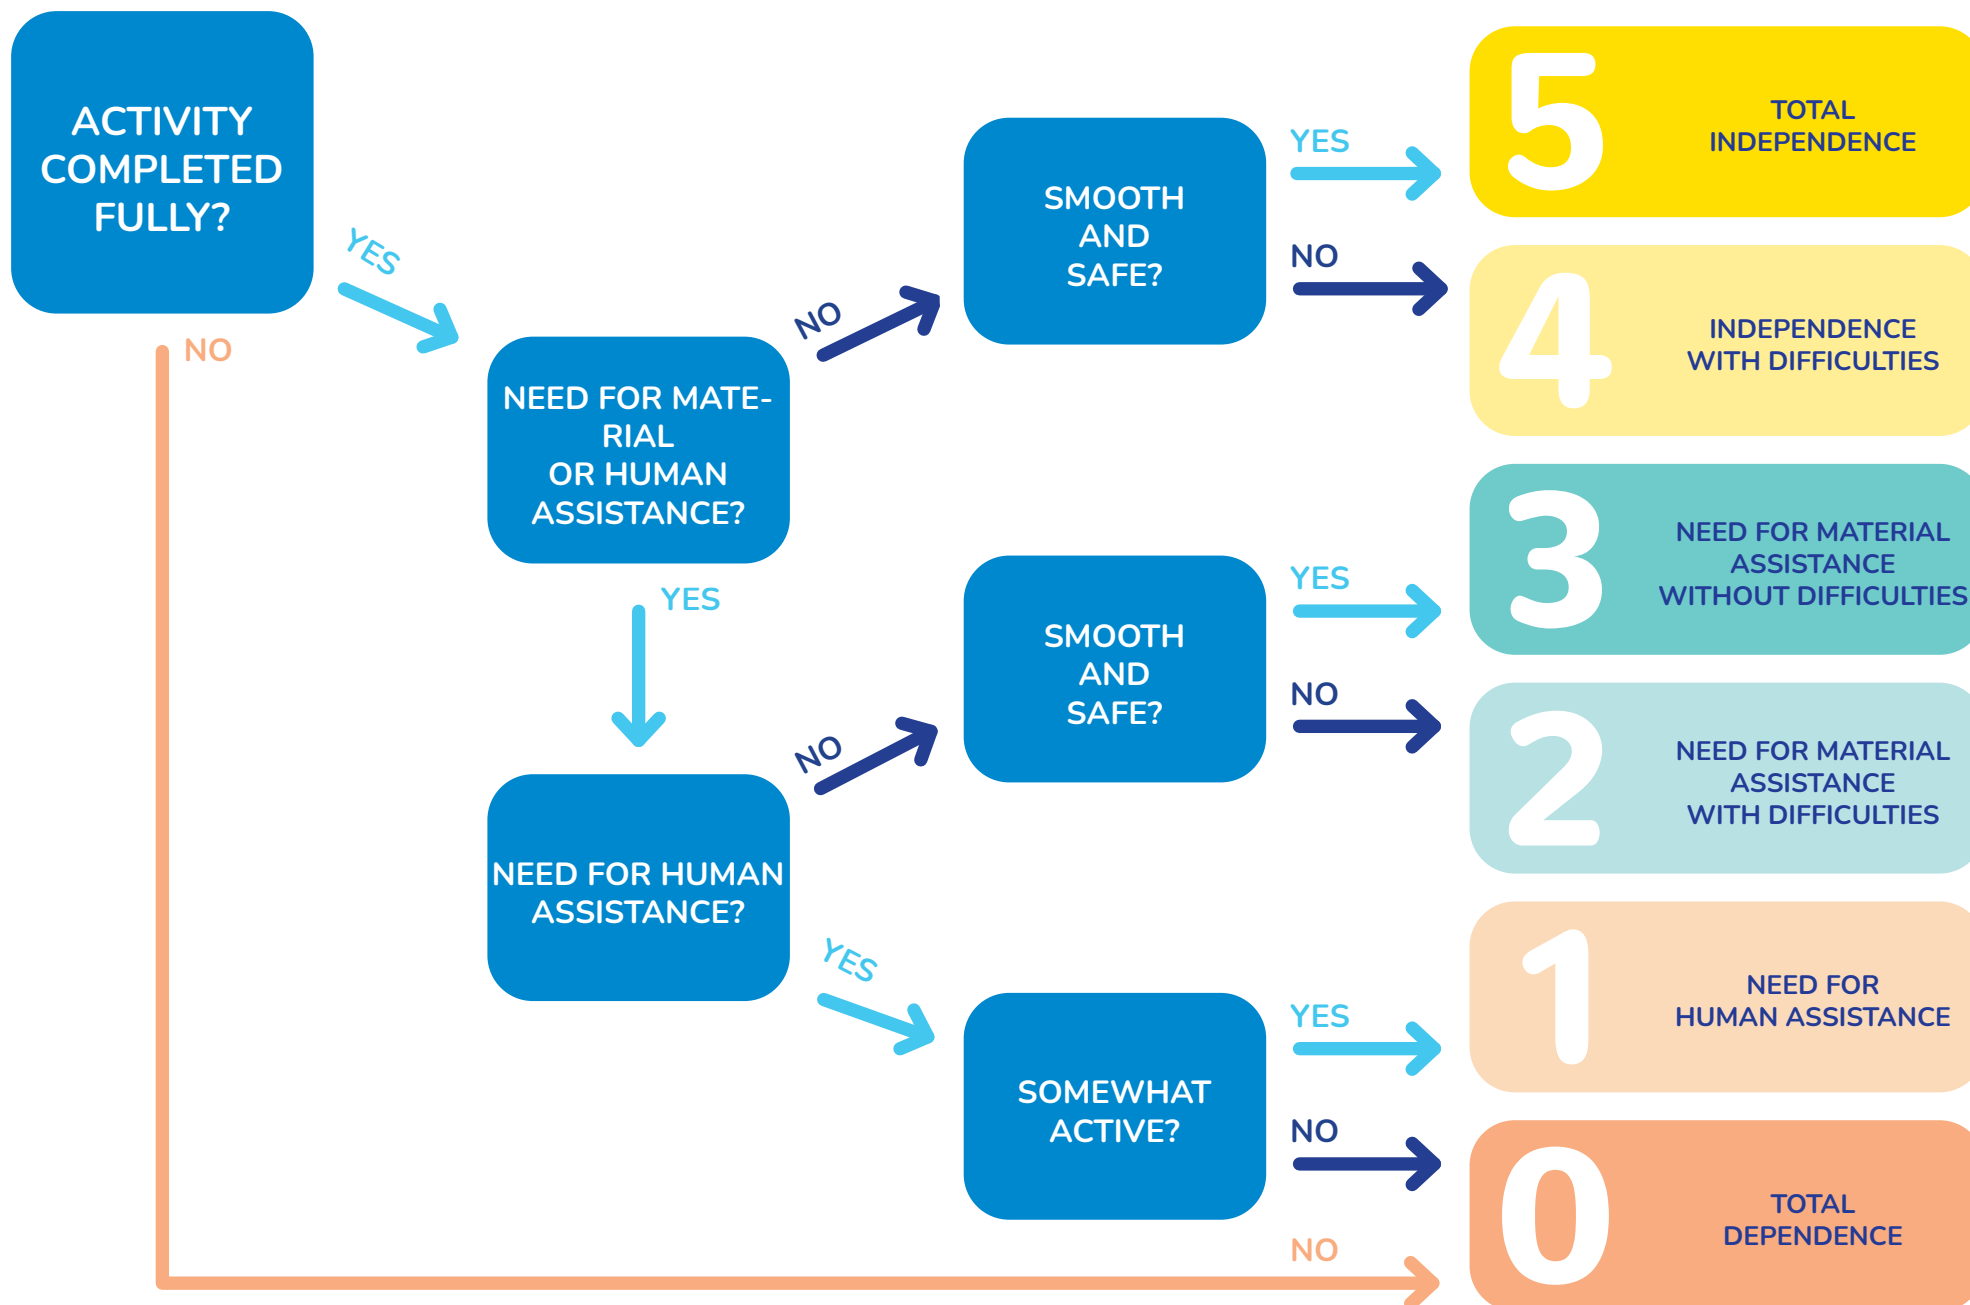 ACTIVITY
COMPLETED
FULLY?
YES
NO
NEED FOR MATE-
RIAL
OR HUMAN
ASSISTANCE?
NO
YES
NEED FOR HUMAN
ASSISTANCE?
NO
YES
SMOOTH
AND
SAFE?
YES
NO
SMOOTH
AND
SAFE?
YES
NO
SOMEWHAT
ACTIVE?
YES
NO
NO
5
TOTAL
INDEPENDENCE
4
INDEPENDENCE
WITH DIFFICULTIES
3
NEED FOR MATERIAL
ASSISTANCE
WITHOUT DIFFICULTIES
2
NEED FOR MATERIAL
ASSISTANCE
WITH DIFFICULTIES
1
NEED FOR
HUMAN ASSISTANCE
0
TOTAL
DEPENDENCE